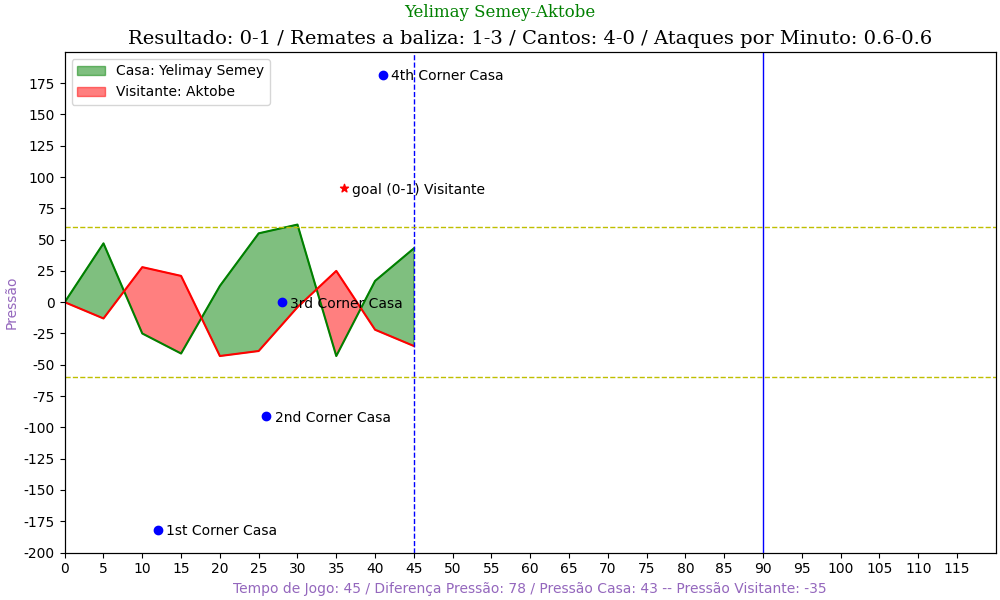 Yelimay Semey-Aktobe
Resultado: 0-1 / Remates a baliza: 1-3 / Cantos: 4-0 / Ataques por Minuto: 0.6-0.6
Casa: Yelimay Semey
Visitante: Aktobe
4th Corner Casa
goal (0-1) Visitante
3rd Corner Casa
2nd Corner Casa
1st Corner Casa
Pressão
175
150
125
100
75
50
25
0
-25
-50
-75
-100
-125
-150
-175
-200
0 5 10 15 20 25 30 35 40 45 50 55 60 65 70 75 80 85 90 95 100 105 110 115
Tempo de Jogo: 45 / Diferença Pressão: 78 / Pressão Casa: 43 -- Pressão Visitante: -35